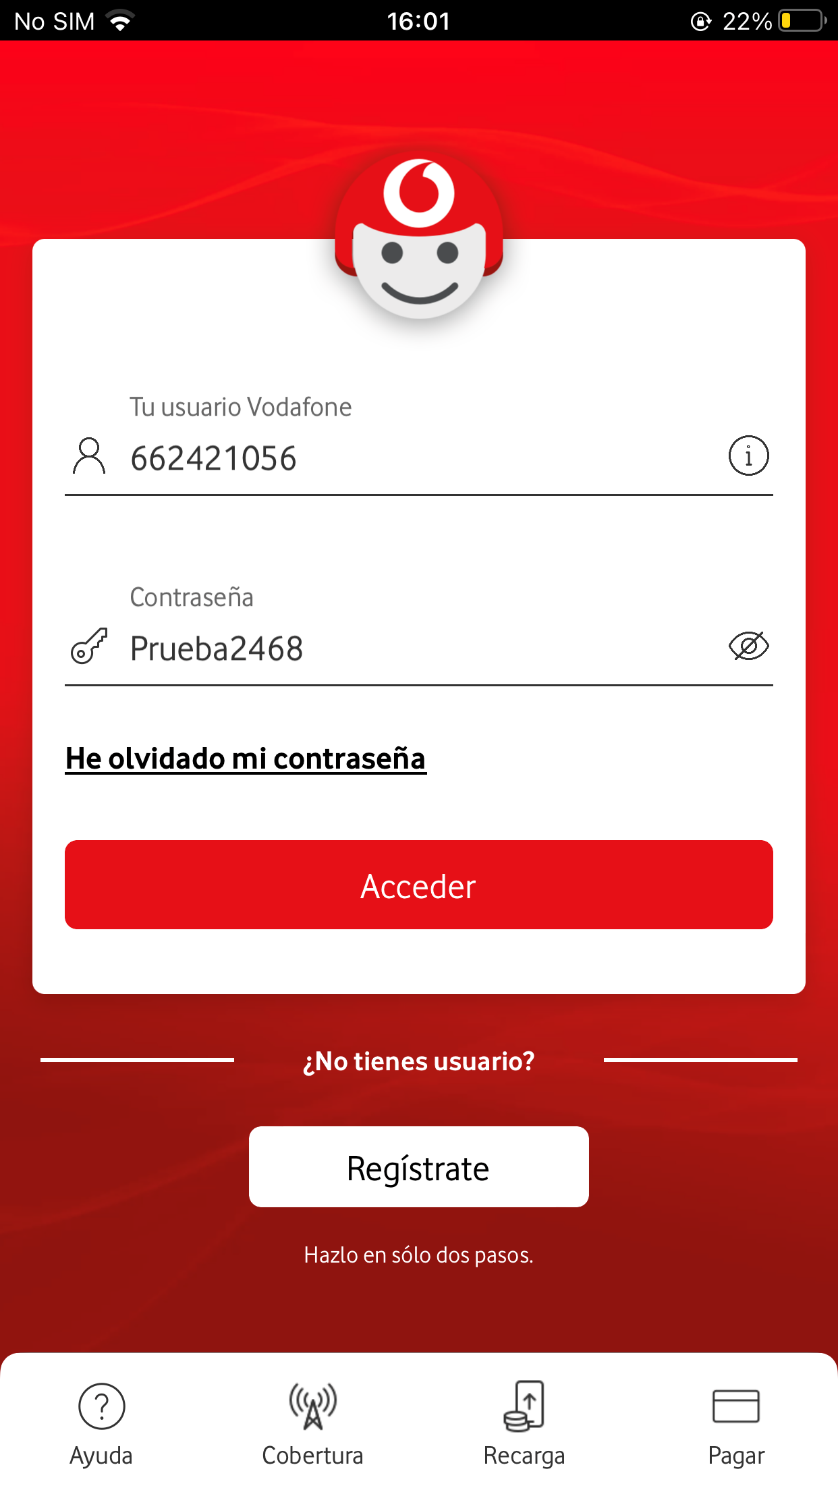 No SIM 16:01 22%
Tu usuario Vodafone
662421056
Contraseña
Prueba2468
He olvidado mi contraseña
Acceder
¿No tienes usuario?
Regístrate
Hazlo en sólo dos pasos.
Ayuda Cobertura Recarga Pagar